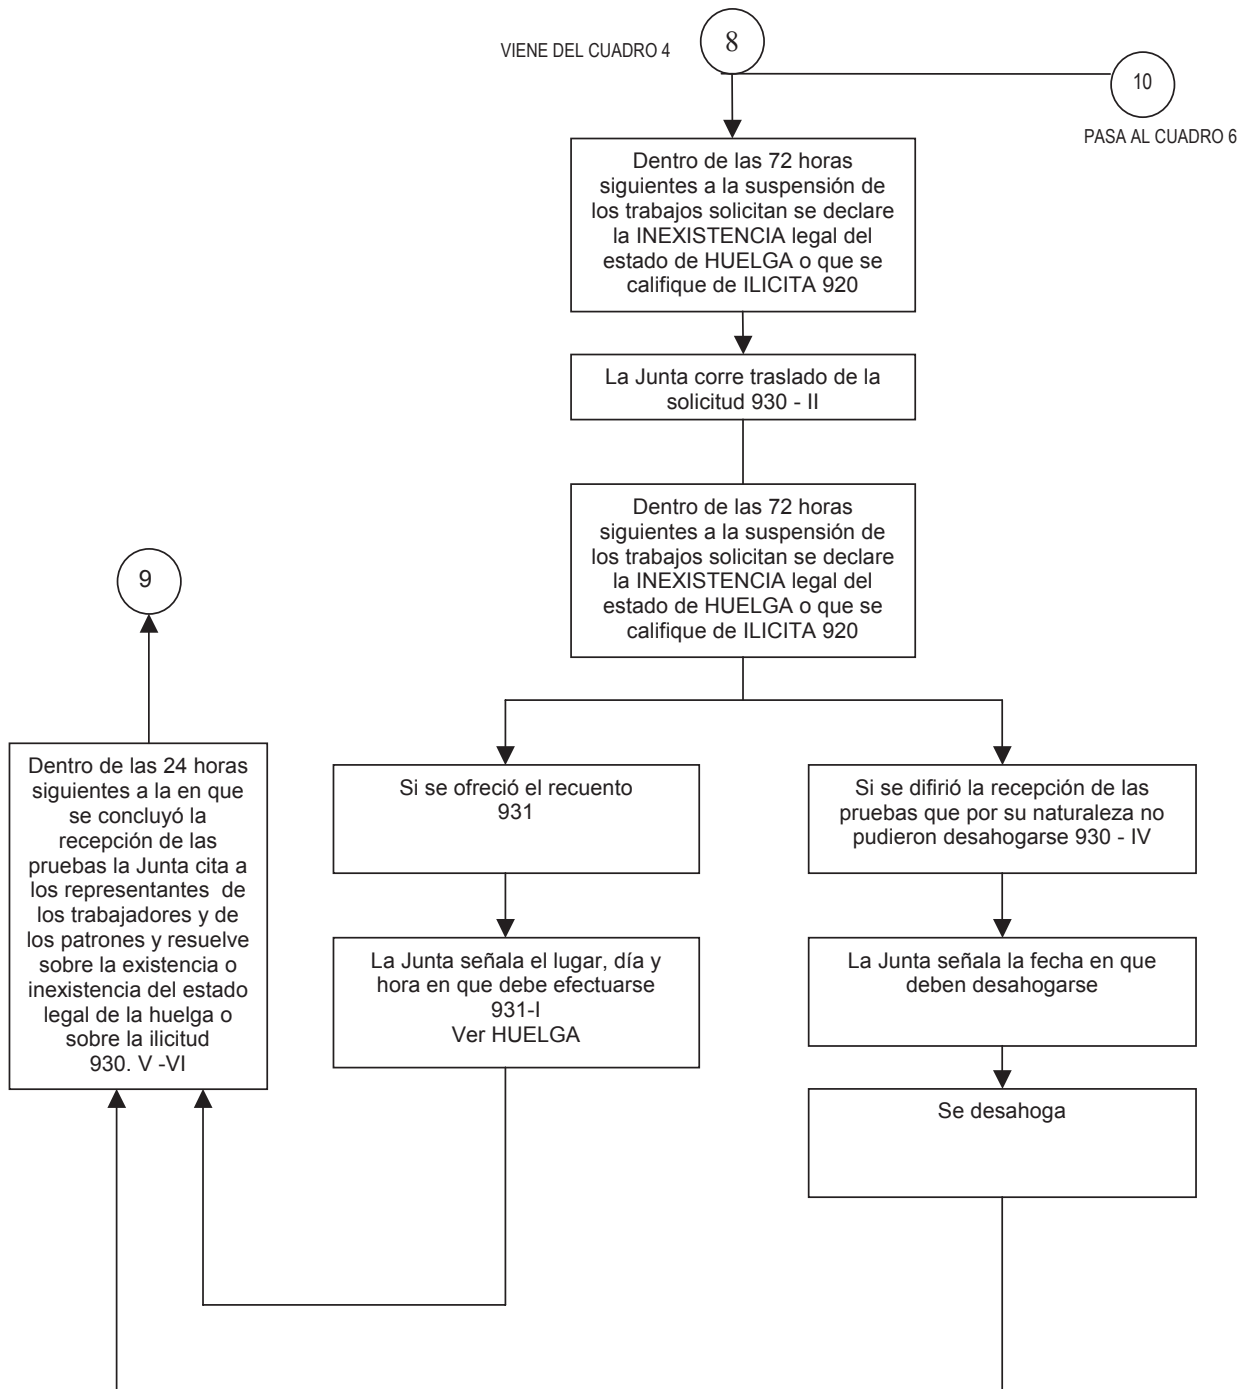 VIENE DEL CUADRO 4
8
10
PASA AL CUADRO 6
Dentro de las 72 horas
siguientes a la suspensión de
los trabajos solicitan se declare
la INEXISTENCIA legal del
estado de HUELGA o que se
califique de ILICITA 920
La Junta corre traslado de la
solicitud 930 - II
Dentro de las 72 horas
siguientes a la suspensión de
los trabajos solicitan se declare
la INEXISTENCIA legal del
estado de HUELGA o que se
califique de ILICITA 920
9
Dentro de las 24 horas
siguientes a la en que
se concluyó la
recepción de las
pruebas la Junta cita a
los representantes de
los trabajadores y de
los patrones y resuelve
sobre la existencia o
inexistencia del estado
legal de la huelga o
sobre la ilicitud
930. V -VI
Si se ofreció el recuento
931
Si se difirió la recepción de las
pruebas que por su naturaleza no
pudieron desahogarse 930 - IV
La Junta señala el lugar, día y
hora en que debe efectuarse
931-I
Ver HUELGA
La Junta señala la fecha en que
deben desahogarse
Se desahoga